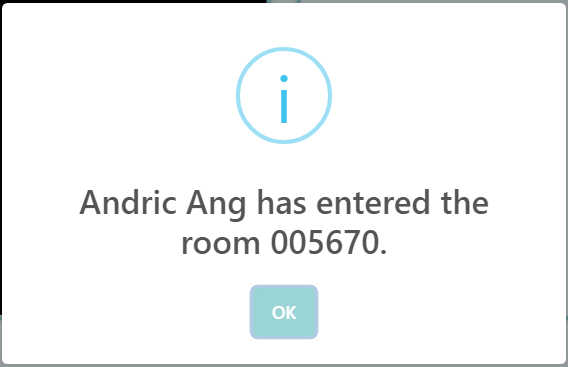 i
Andric Ang has entered the
room 005670.
OK